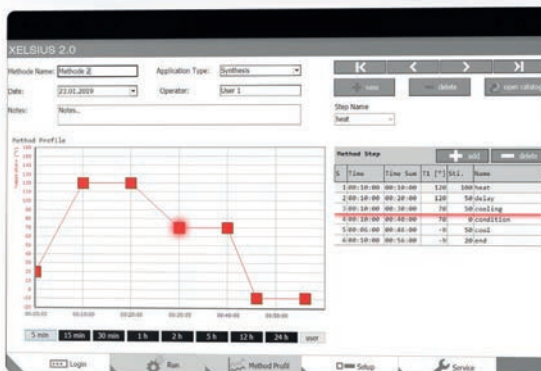 XELSIUS 2.0
Methode Name: Methode 2 Application Type: Synthesis
Date: 23.01.2019 Operator: User 1
Notes: Notes..
save delete open catalog
Step Name
heat
Method Profile
Method Step add delete
Time Time Sum Name
1 00:10:00 00:10:00 120 100 heat
2 00:10:00 00:20:00 120 50 delay
3 00:10:00 00:30:00 70 50 cooling
4 00:10:00 00:40:00 70 0 condition
5 00:06:00 00:46:00 50 cool
6 00:10:00 00:56:00 20 end
5 min 15 min 30 min 1 h 2 h 5 h 12 h 24 h user
Login Run Method Profil Setup Service